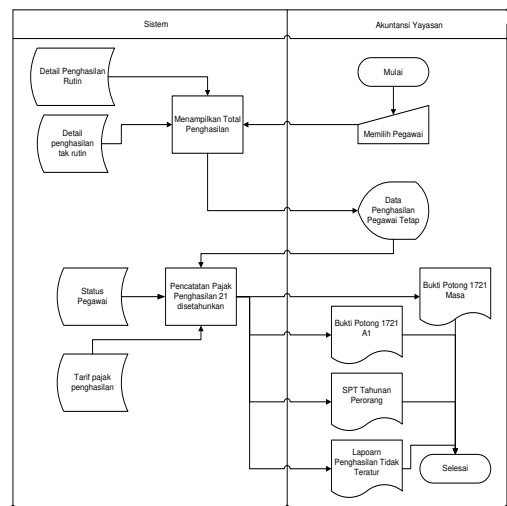 Sistem
Akuntansi Yayasan
Detail Penghasilan
Rutin
Mulai
Menampilkan Total
Penghasilan
Memilih Pegawai
Detail
penghasilan
tak rutin
Data
Penghasilan
Pegawai Tetap
Status
Pegawai
Pencatatan Pajak
Penghasilan 21
disetahunkan
Bukti Potong 1721
Masa
Bukti Potong 1721
A1
Tarif pajak
penghasilan
SPT Tahunan
Perorang
Lapoarn
Penghasilan Tidak
Teratur
Selesai